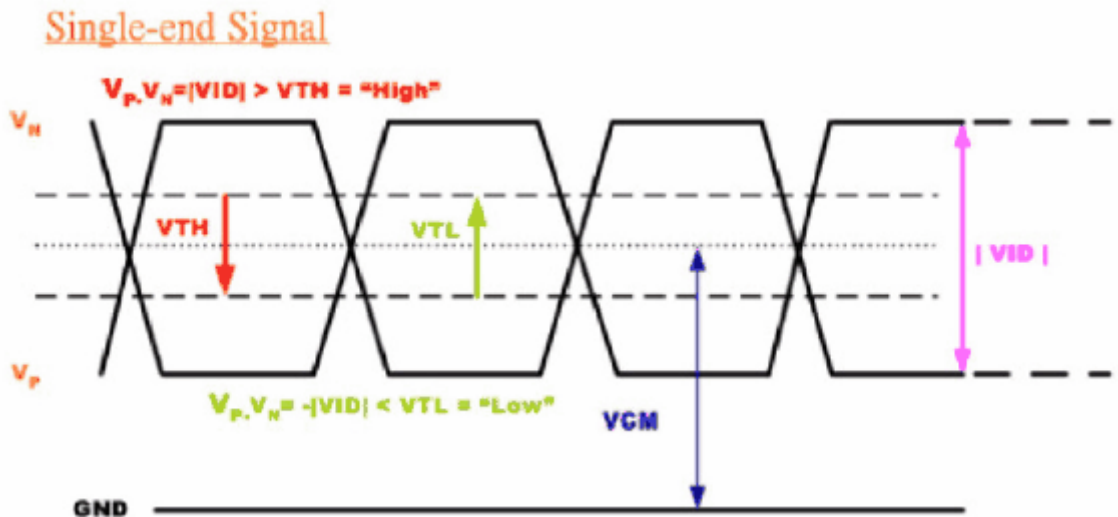 Single-end Signal
VP-VN=|VID| > VTH = "High"
VN
VTH
VTL
| VID |
VP
VP-VN= -|VID| < VTL = "Low"
VCM
GND